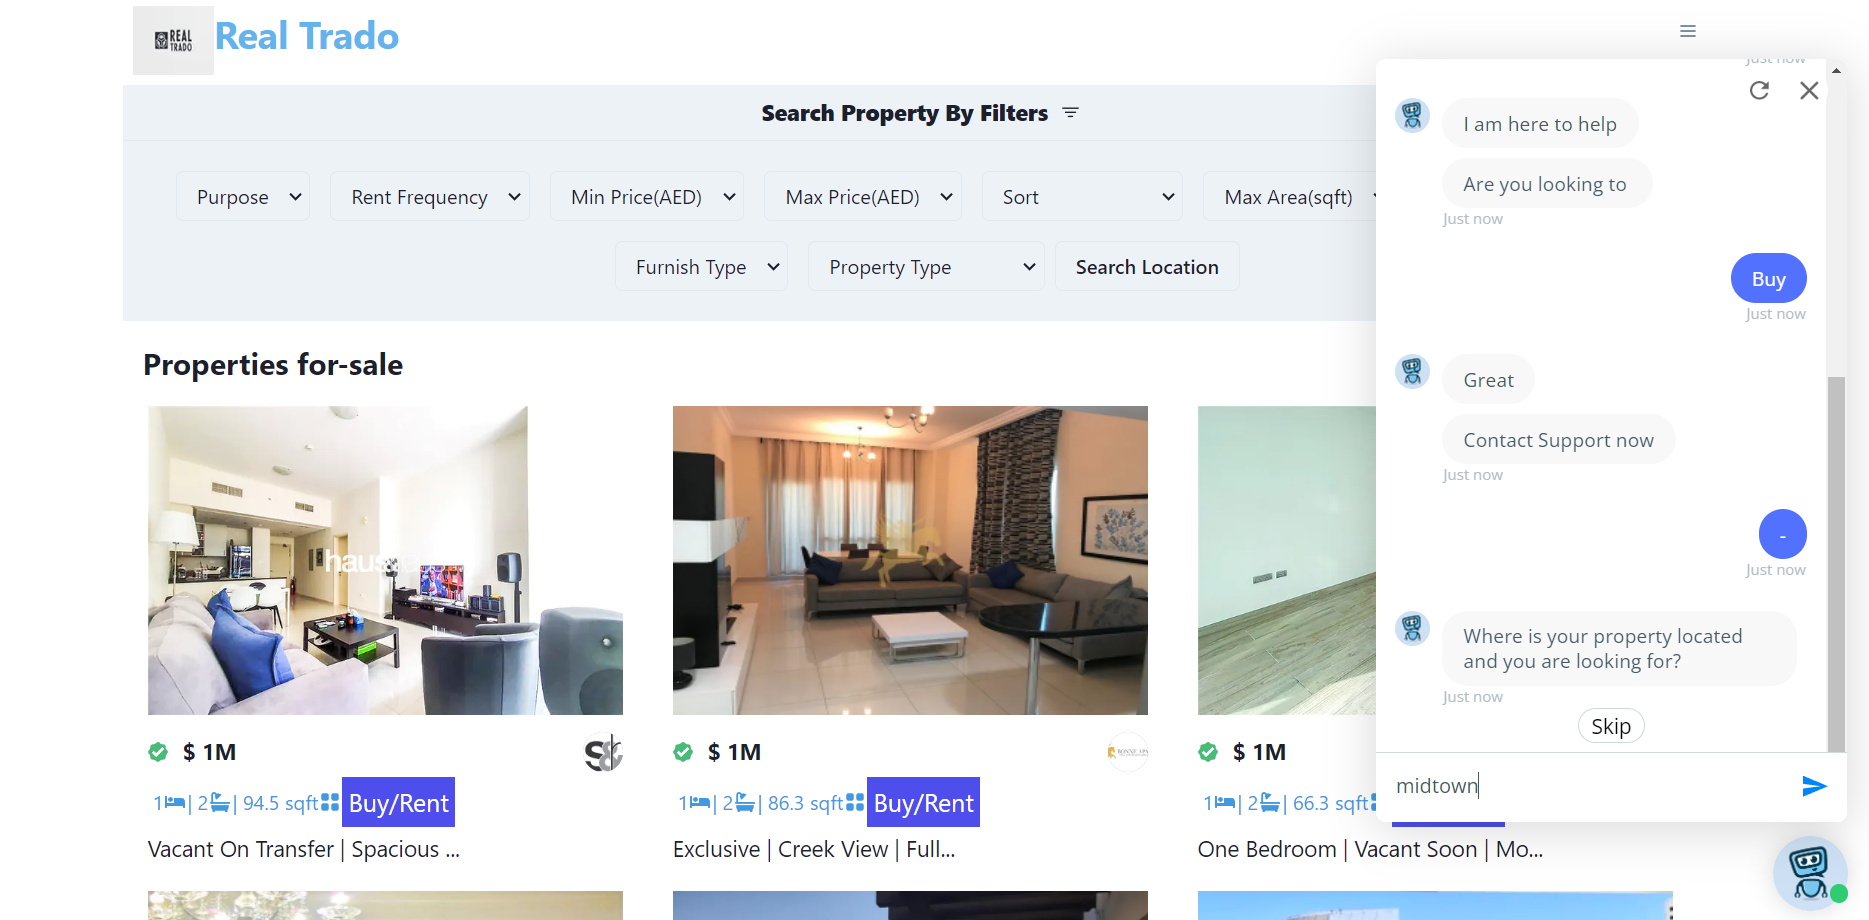 REAL
TRADO
Real Trado
Search Property By Filters
Purpose
Rent Frequency
Min Price(AED)
Max Price(AED)
Sort
Max Area(sqft)
Furnish Type
Property Type
Search Location
Properties for-sale
haus
$ 1M
S&
$ 1M
$ 1M
1 | 2 | 94.5 sqft Buy/Rent
1 | 2 | 86.3 sqft Buy/Rent
1 | 2 | 66.3 sqft
Vacant On Transfer | Spacious ...
Exclusive | Creek View | Full...
One Bedroom | Vacant Soon | Mo...
Just now
I am here to help
Are you looking to
Just now
Buy
Just now
Great
Contact Support now
Just now
-
Just now
Where is your property located
and you are looking for?
Just now
Skip
midtown